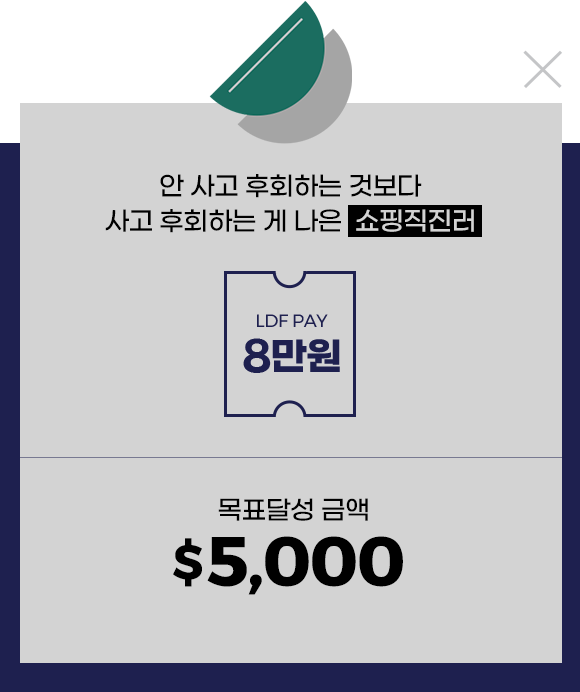 안 사고 후회하는 것보다
사고 후회하는 게 나은 쇼핑직진러
LDF PAY
8만원
목표달성 금액
$5,000